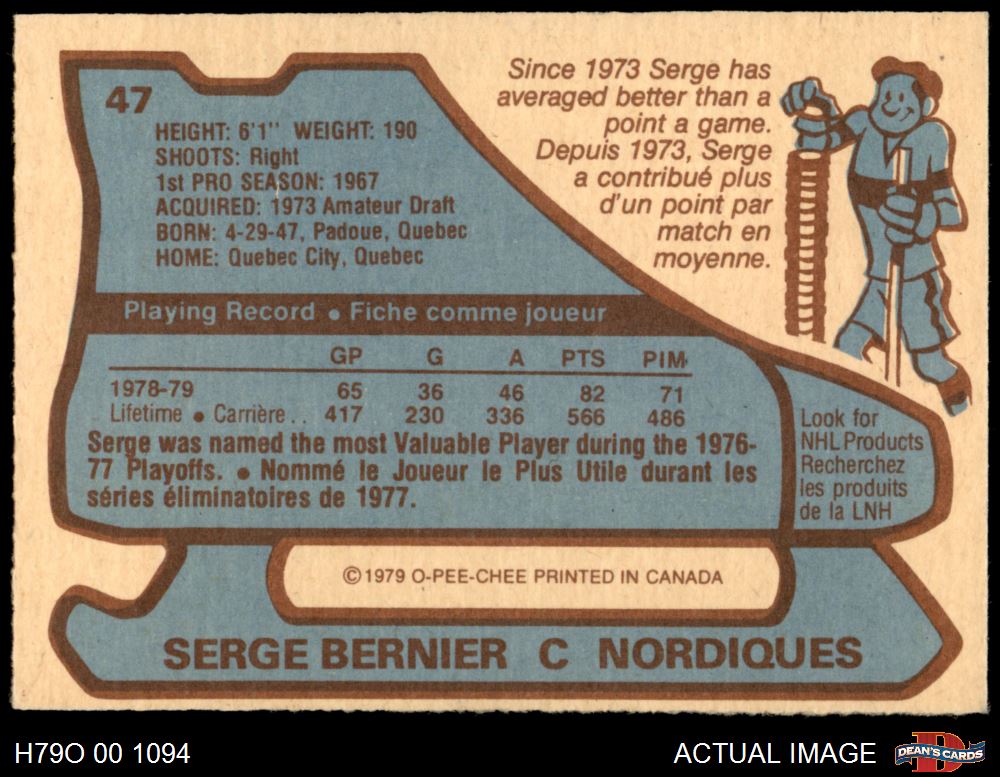 47
HEIGHT: 6'1" WEIGHT: 190
SHOOTS: Right
1st PRO SEASON: 1967
ACQUIRED: 1973 Amateur Draft
BORN: 4-29-47, Padoue, Quebec
HOME: Quebec City, Quebec
Since 1973 Serge has
averaged better than a
point a game.
Depuis 1973, Serge
a contribué plus
d'un point par
match en
moyenne.
Playing Record • Fiche comme joueur
GP G A PTS PIM
1978-79 65 36 46 82 71
Lifetime • Carrière . . 417 230 336 566 486
Serge was named the most Valuable Player during the 1976-
77 Playoffs. • Nommé le Joueur le Plus Utile durant les
séries éliminatoires de 1977.
Look for
NHL Products
Recherchez
les produits
de la LNH
©1979 O-PEE-CHEE PRINTED IN CANADA
SERGE BERNIER C NORDIQUES
H79O 00 1094
ACTUAL IMAGE
D
DEAN'S CARDS